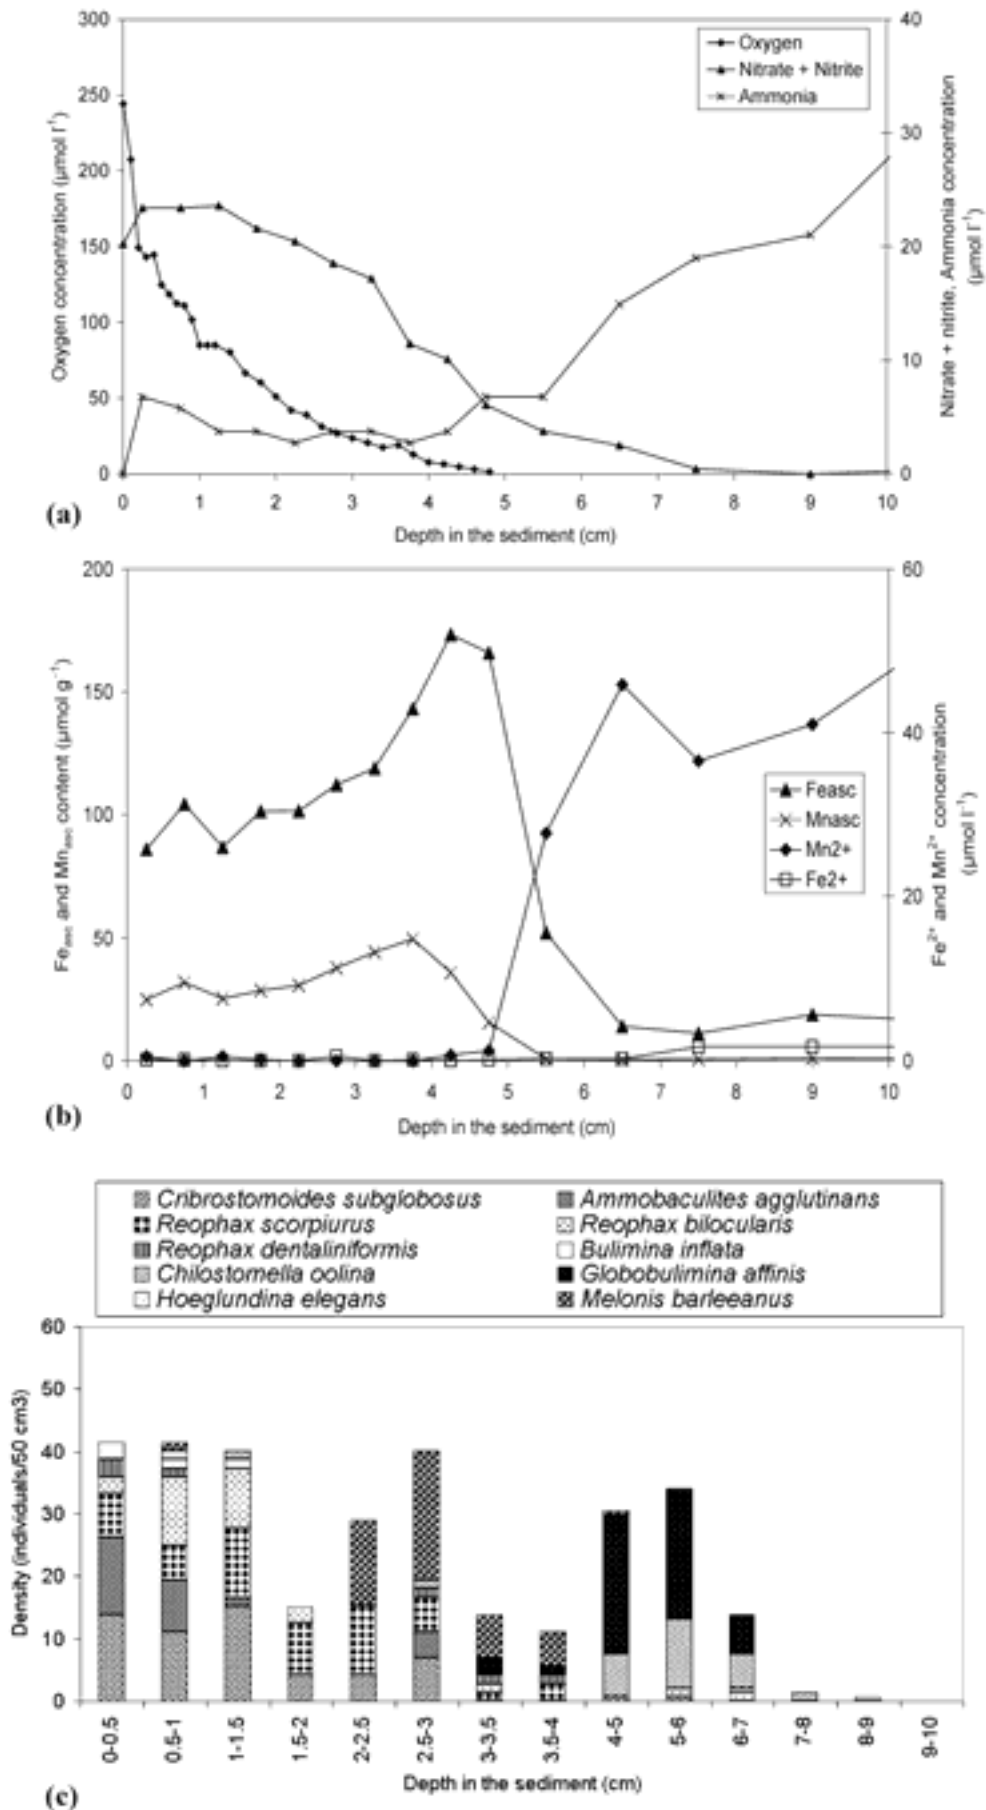 300
250
200
150
100
50
0
Oxygen concentration (µmol l⁻¹)
40
30
20
10
0
Nitrate + nitrite, Ammonia concentration
(µmol l⁻¹)
Oxygen
Nitrate + Nitrite
Ammonia
0 1 2 3 4 5 6 7 8 9 10
Depth in the sediment (cm)
(a)
200
150
100
50
0
Feasc and Mnasc content (µmol g⁻¹)
60
40
20
0
Fe²⁺ and Mn²⁺ concentration
(µmol l⁻¹)
Feasc
Mnasc
Mn2+
Fe2+
0 1 2 3 4 5 6 7 8 9 10
Depth in the sediment (cm)
(b)
Cribrostomoides subglobosus Ammobaculites agglutinans
Reophax scorpiurus Reophax bilocularis
Reophax dentaliniformis Bulimina inflata
Chilostomella oolina Globobulimina affinis
Hoeglundina elegans Melonis barleeanus
60
50
40
30
20
10
0
Density (individuals/50 cm3)
0-0.5 0.5-1 1-1.5 1.5-2 2-2.5 2.5-3 3-3.5 3.5-4 4-5 5-6 6-7 7-8 8-9 9-10
Depth in the sediment (cm)
(c)